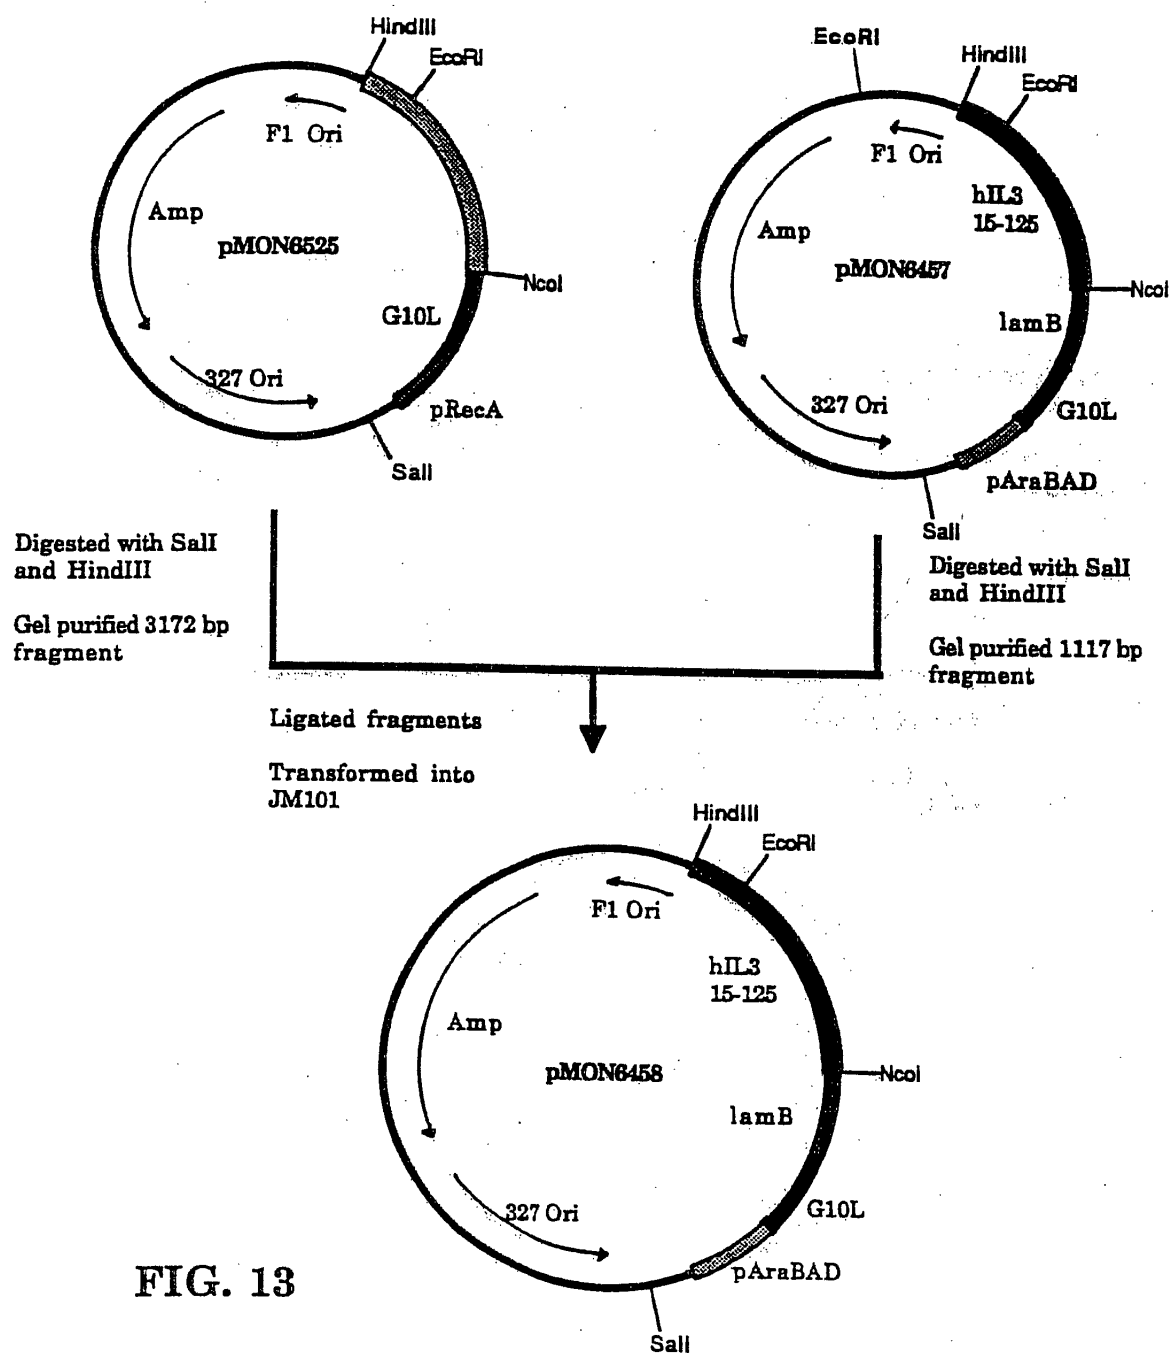 HindIII
EcoRI
F1 Ori
Amp
pMON6525
NcoI
G10L
327 Ori
pRecA
SalI
EcoRI
HindIII
EcoRI
F1 Ori
hIL3
15-125
Amp
pMON6457
NcoI
lamB
327 Ori
G10L
pAraBAD
SalI
Digested with SalI
and HindIII
Gel purified 3172 bp
fragment
Digested with SalI
and HindIII
Gel purified 1117 bp
fragment
Ligated fragments
Transformed into
JM101
HindIII
EcoRI
F1 Ori
hIL3
15-125
Amp
pMON6458
NcoI
lamB
G10L
327 Ori
pAraBAD
SalI
FIG. 13